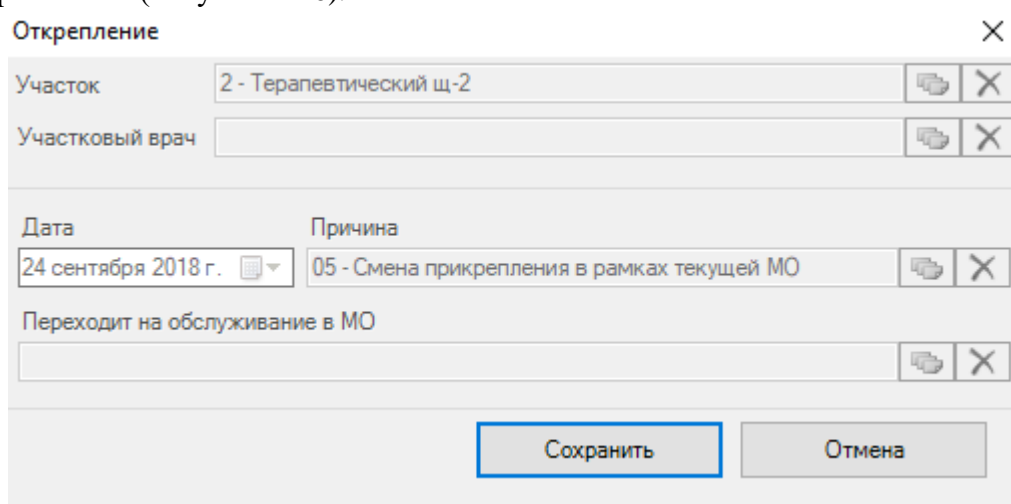 Открепление
Участок 2 - Терапевтический щ-2
Участковый врач
Дата Причина
24 сентября 2018 г. 05 - Смена прикрепления в рамках текущей МО
Переходит на обслуживание в МО
Сохранить Отмена